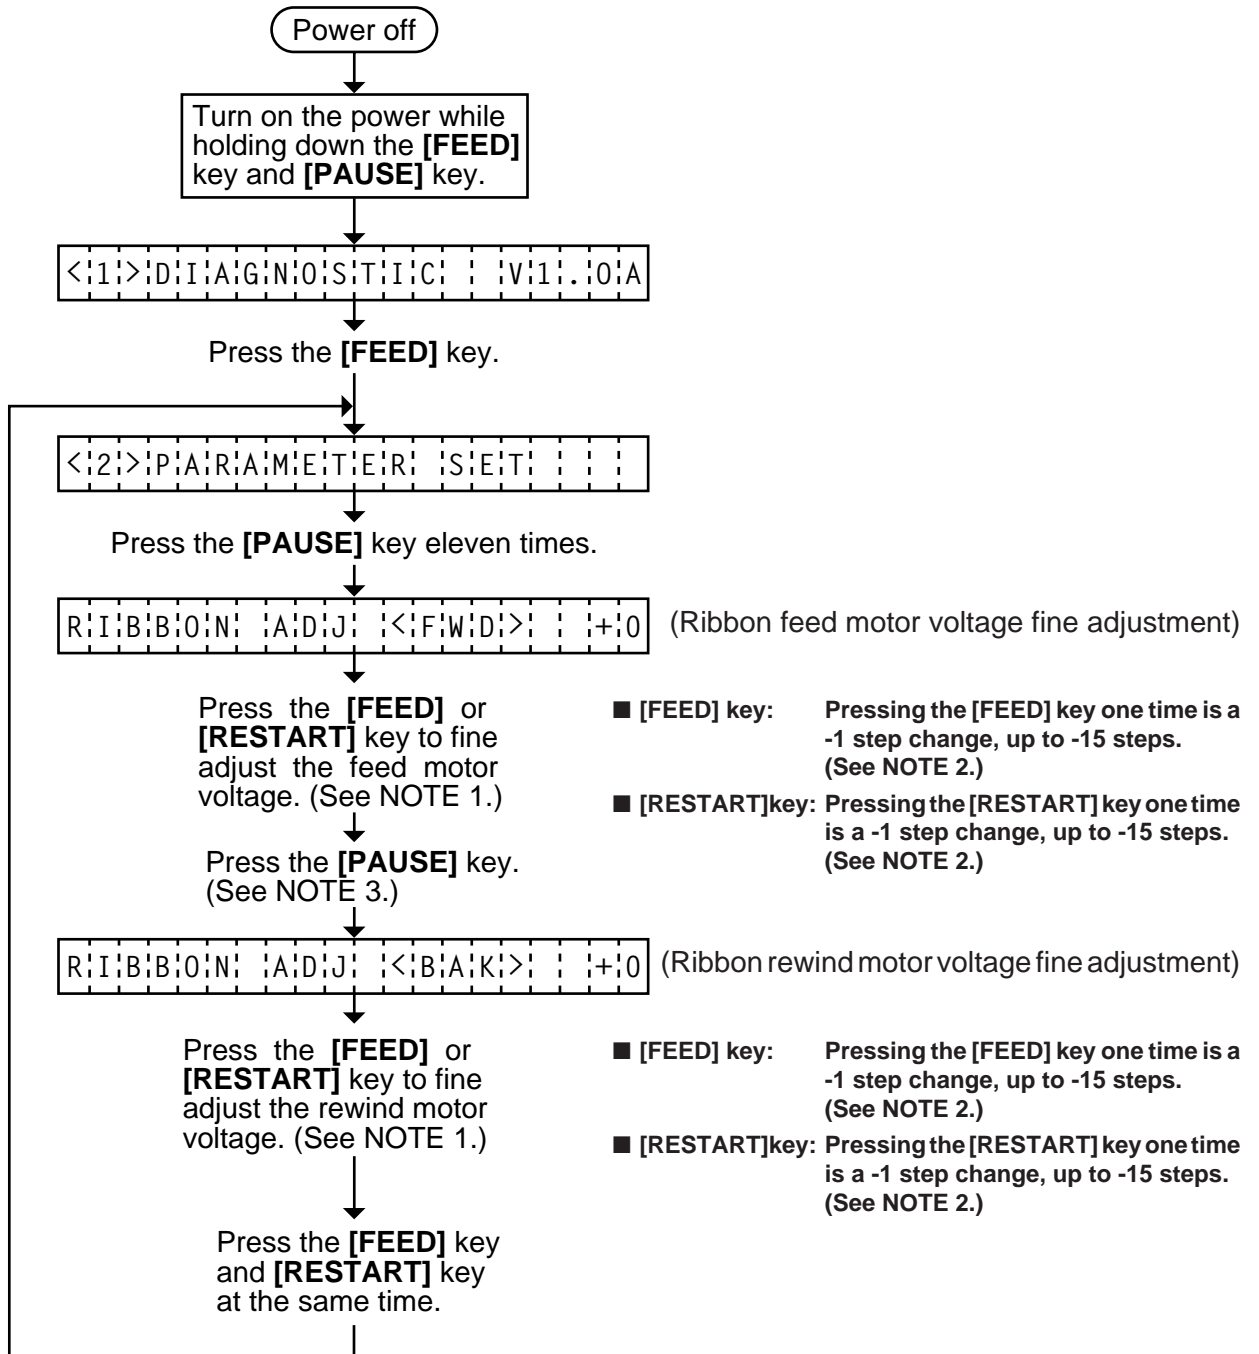 Power off
Turn on the power while
holding down the [FEED]
key and [PAUSE] key.
<1>DIAGNOSTIC  V1.0A
Press the [FEED] key.
<2>PARAMETER SET
Press the [PAUSE] key eleven times.
RIBBON ADJ <FWD>  +0
(Ribbon feed motor voltage fine adjustment)
Press the [FEED] or
[RESTART] key to fine
adjust the feed motor
voltage. (See NOTE 1.)
■ [FEED] key: Pressing the [FEED] key one time is a
-1 step change, up to -15 steps.
(See NOTE 2.)
■ [RESTART]key: Pressing the [RESTART] key one time
is a -1 step change, up to -15 steps.
(See NOTE 2.)
Press the [PAUSE] key.
(See NOTE 3.)
RIBBON ADJ <BAK>  +0
(Ribbon rewind motor voltage fine adjustment)
Press the [FEED] or
[RESTART] key to fine
adjust the rewind motor
voltage. (See NOTE 1.)
■ [FEED] key: Pressing the [FEED] key one time is a
-1 step change, up to -15 steps.
(See NOTE 2.)
■ [RESTART]key: Pressing the [RESTART] key one time
is a -1 step change, up to -15 steps.
(See NOTE 2.)
Press the [FEED] key
and [RESTART] key
at the same time.